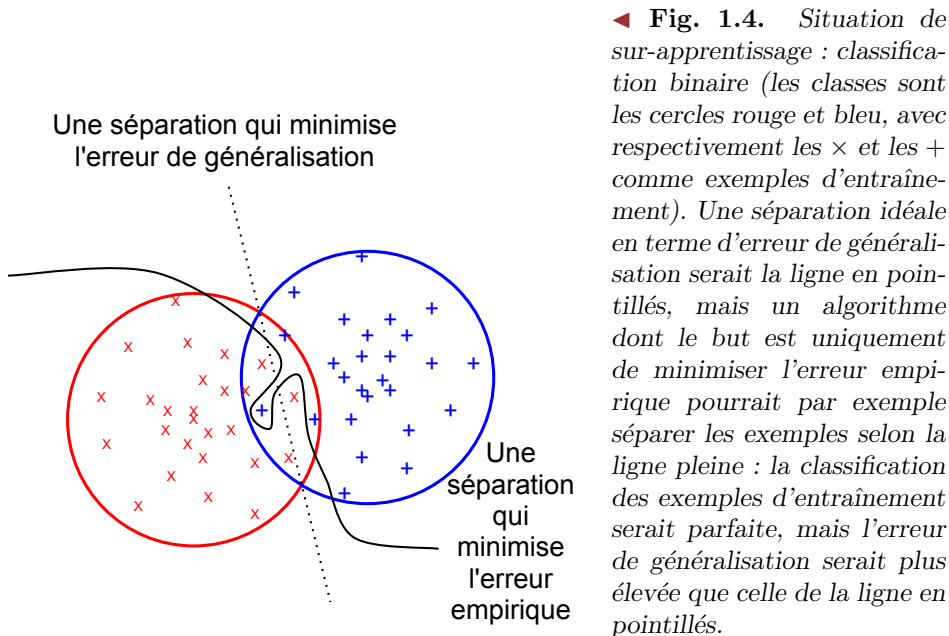 Une séparation qui minimise
l'erreur de généralisation
Une
séparation
qui
minimise
l'erreur
empirique
◄ Fig. 1.4. Situation de
sur-apprentissage : classifica-
tion binaire (les classes sont
les cercles rouge et bleu, avec
respectivement les × et les +
comme exemples d'entraîne-
ment). Une séparation idéale
en terme d'erreur de générali-
sation serait la ligne en poin-
tillés, mais un algorithme
dont le but est uniquement
de minimiser l'erreur empi-
rique pourrait par exemple
séparer les exemples selon la
ligne pleine : la classification
des exemples d'entraînement
serait parfaite, mais l'erreur
de généralisation serait plus
élevée que celle de la ligne en
pointillés.